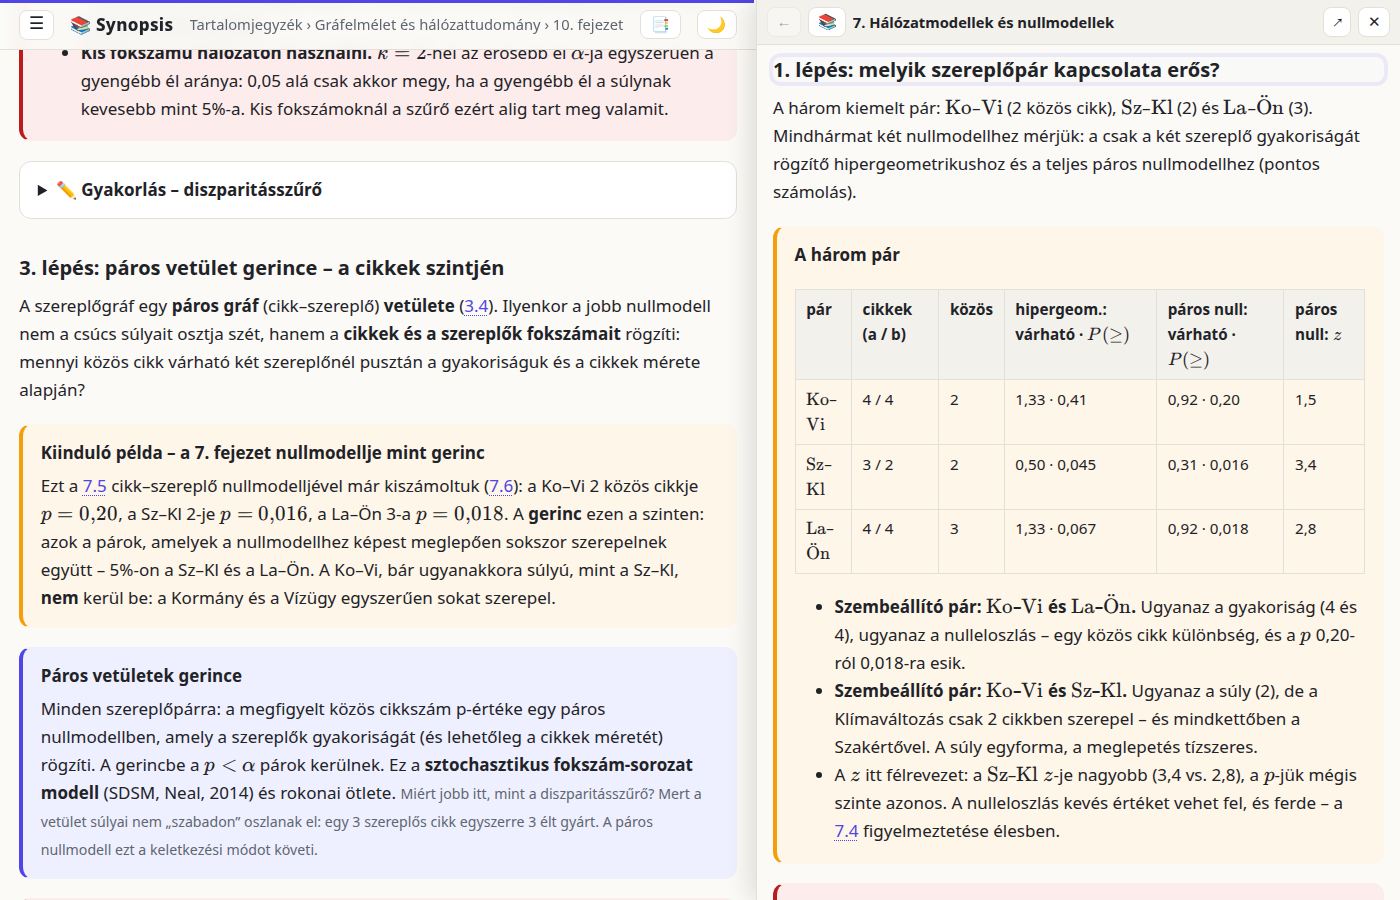 ☰ 📚 Synopsis Tartalomjegyzék › Gráfelmélet és hálózattudomány › 10. fejezet 📑 🌙
Kis fokszámú hálózaton használni. k = 2-nél az erősebb él α-ja egyszerűen a
gyengébb él aránya: 0,05 alá csak akkor megy, ha a gyengébb él a súlynak
kevesebb mint 5%-a. Kis fokszámoknál a szűrő ezért alig tart meg valamit.
▶ ✏️ Gyakorlás – diszparitásszűrő
3. lépés: páros vetület gerince – a cikkek szintjén
A szereplőgráf egy páros gráf (cikk–szereplő) vetülete (3.4). Ilyenkor a jobb nullmodell
nem a csúcs súlyait osztja szét, hanem a cikkek és a szereplők fokszámait rögzíti:
mennyi közös cikk várható két szereplőnél pusztán a gyakoriságuk és a cikkek mérete
alapján?
Kiinduló példa – a 7. fejezet nullmodellje mint gerinc
Ezt a 7.5 cikk–szereplő nullmodelljével már kiszámoltuk (7.6): a Ko–Vi 2 közös cikkje
p = 0,20, a Sz–Kl 2-je p = 0,016, a La–Ön 3-a p = 0,018. A gerinc ezen a szinten:
azok a párok, amelyek a nullmodellhez képest meglepően sokszor szerepelnek
együtt – 5%-on a Sz–Kl és a La–Ön. A Ko–Vi, bár ugyanakkora súlyú, mint a Sz–Kl,
nem kerül be: a Kormány és a Vízügy egyszerűen sokat szerepel.
Páros vetületek gerince
Minden szereplőpárra: a megfigyelt közös cikkszám p-értéke egy páros
nullmodellben, amely a szereplők gyakoriságát (és lehetőleg a cikkek méretét)
rögzíti. A gerincbe a p < α párok kerülnek. Ez a sztochasztikus fokszám-sorozat
modell (SDSM, Neal, 2014) és rokonai ötlete. Miért jobb itt, mint a diszparitásszűrő? Mert a
vetület súlyai nem „szabadon” oszlanak el: egy 3 szereplős cikk egyszerre 3 élt gyárt. A páros
nullmodell ezt a keletkezési módot követi.
← 📚 7. Hálózatmodellek és nullmodellek ↗ ✕
1. lépés: melyik szereplőpár kapcsolata erős?
A három kiemelt pár: Ko–Vi (2 közös cikk), Sz–Kl (2) és La–Ön (3).
Mindhármat két nullmodellhez mérjük: a csak a két szereplő gyakoriságát
rögzítő hipergeometrikushoz és a teljes páros nullmodellhez (pontos
számolás).
A három pár
pár cikkek (a / b) közös hipergeom.: várható · P(≥) páros null: várható · P(≥) páros null: z
Ko–Vi 4 / 4 2 1,33 · 0,41 0,92 · 0,20 1,5
Sz–Kl 3 / 2 2 0,50 · 0,045 0,31 · 0,016 3,4
La–Ön 4 / 4 3 1,33 · 0,067 0,92 · 0,018 2,8
Szembeállító pár: Ko–Vi és La–Ön. Ugyanaz a gyakoriság (4 és
4), ugyanaz a nulleloszlás – egy közös cikk különbség, és a p 0,20-
ról 0,018-ra esik.
Szembeállító pár: Ko–Vi és Sz–Kl. Ugyanaz a súly (2), de a
Klímaváltozás csak 2 cikkben szerepel – és mindkettőben a
Szakértővel. A súly egyforma, a meglepetés tízszeres.
A z itt félrevezet: a Sz–Kl z-je nagyobb (3,4 vs. 2,8), a p-jük mégis
szinte azonos. A nulleloszlás kevés értéket vehet fel, és ferde – a
7.4 figyelmeztetése élesben.